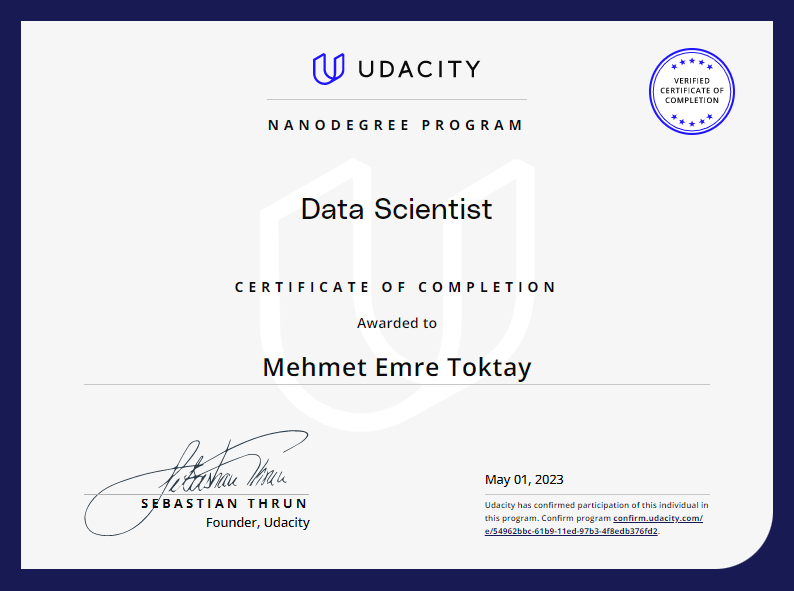 UDACITY
VERIFIED
CERTIFICATE OF
COMPLETION
NANODEGREE PROGRAM
Data Scientist
CERTIFICATE OF COMPLETION
Awarded to
Mehmet Emre Toktay
Sebastian Thrun
SEBASTIAN THRUN
Founder, Udacity
May 01, 2023
Udacity has confirmed participation of this individual in
this program. Confirm program confirm.udacity.com/
e/54962bbc-61b9-11ed-97b3-4f8edb376fd2.